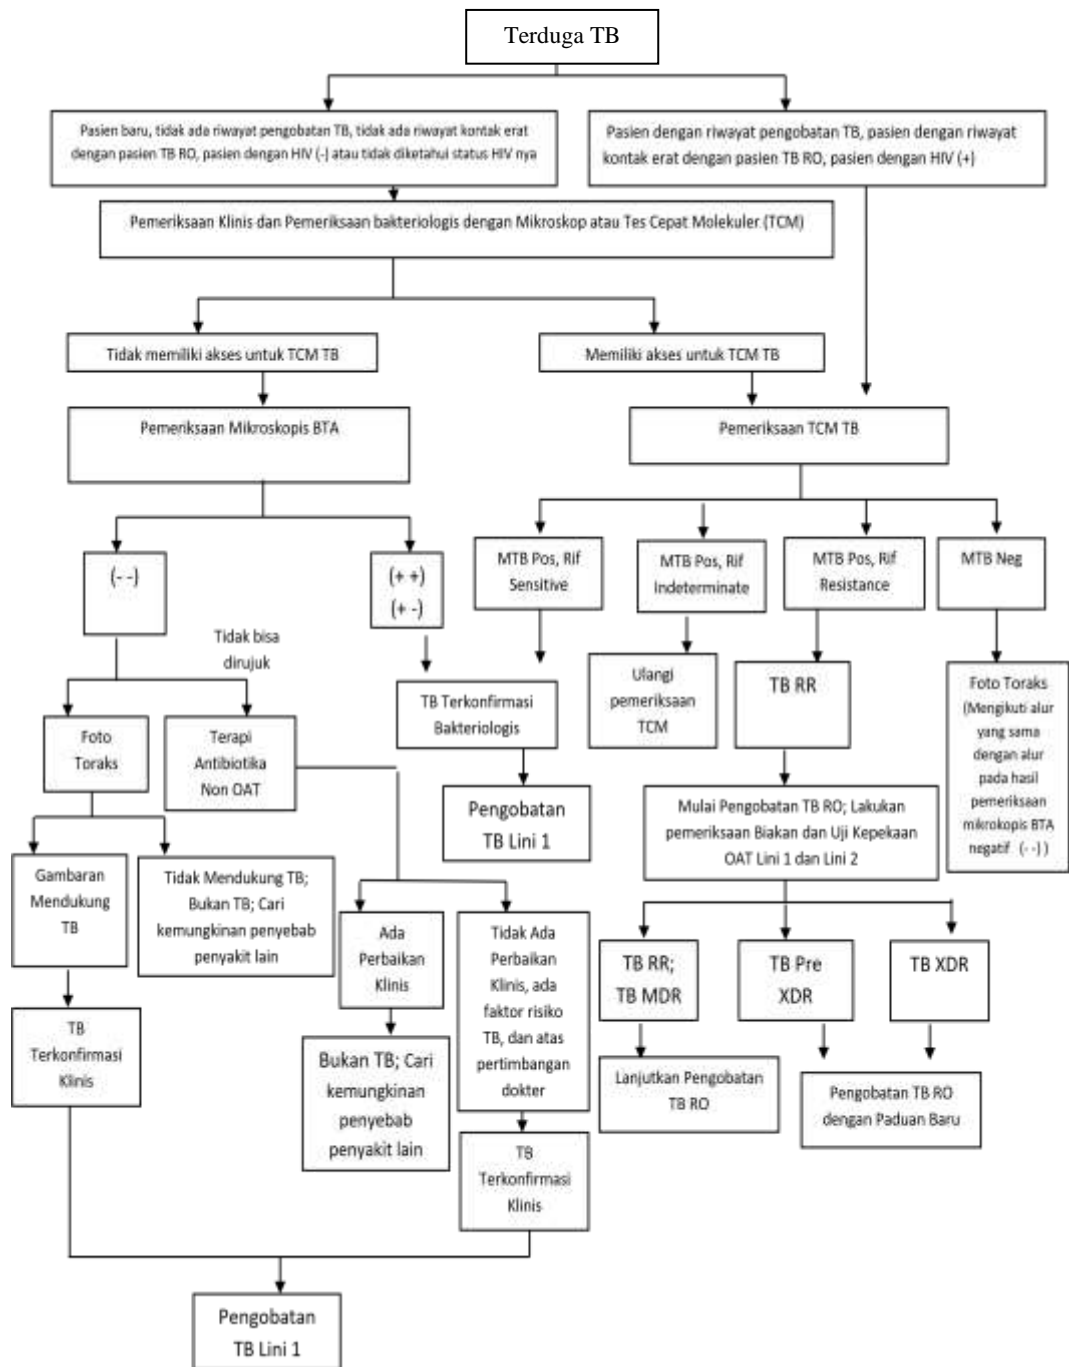 Terduga TB
Pasien baru, tidak ada riwayat pengobatan TB, tidak ada riwayat kontak erat
dengan pasien TB RO, pasien dengan HIV (-) atau tidak diketahui status HIV nya
Pasien dengan riwayat pengobatan TB, pasien dengan riwayat
kontak erat dengan pasien TB RO, pasien dengan HIV (+)
Pemeriksaan Klinis dan Pemeriksaan bakteriologis dengan Mikroskop atau Tes Cepat Molekuler (TCM)
Tidak memiliki akses untuk TCM TB
Memiliki akses untuk TCM TB
Pemeriksaan Mikroskopis BTA
Pemeriksaan TCM TB
(- -)
(+ +)
(+ -)
MTB Pos, Rif
Sensitive
MTB Pos, Rif
Indeterminate
MTB Pos, Rif
Resistance
MTB Neg
Tidak bisa
dirujuk
Foto
Toraks
Terapi
Antibiotika
Non OAT
TB Terkonfirmasi
Bakteriologis
Ulangi
pemeriksaan
TCM
TB RR
Foto Toraks
(Mengikuti alur
yang sama
dengan alur
pada hasil
pemeriksaan
mikrokopis BTA
negatif (- -) )
Pengobatan
TB Lini 1
Mulai Pengobatan TB RO; Lakukan
pemeriksaan Biakan dan Uji Kepekaan
OAT Lini 1 dan Lini 2
Gambaran
Mendukung
TB
Tidak Mendukung TB;
Bukan TB; Cari
kemungkinan penyebab
penyakit lain
Ada
Perbaikan
Klinis
Tidak Ada
Perbaikan
Klinis, ada
faktor risiko
TB, dan atas
pertimbangan
dokter
TB RR;
TB MDR
TB Pre
XDR
TB XDR
TB
Terkonfirmasi
Klinis
Bukan TB; Cari
kemungkinan
penyebab
penyakit lain
Lanjutkan Pengobatan
TB RO
Pengobatan TB RO
dengan Paduan Baru
TB
Terkonfirmasi
Klinis
Pengobatan
TB Lini 1